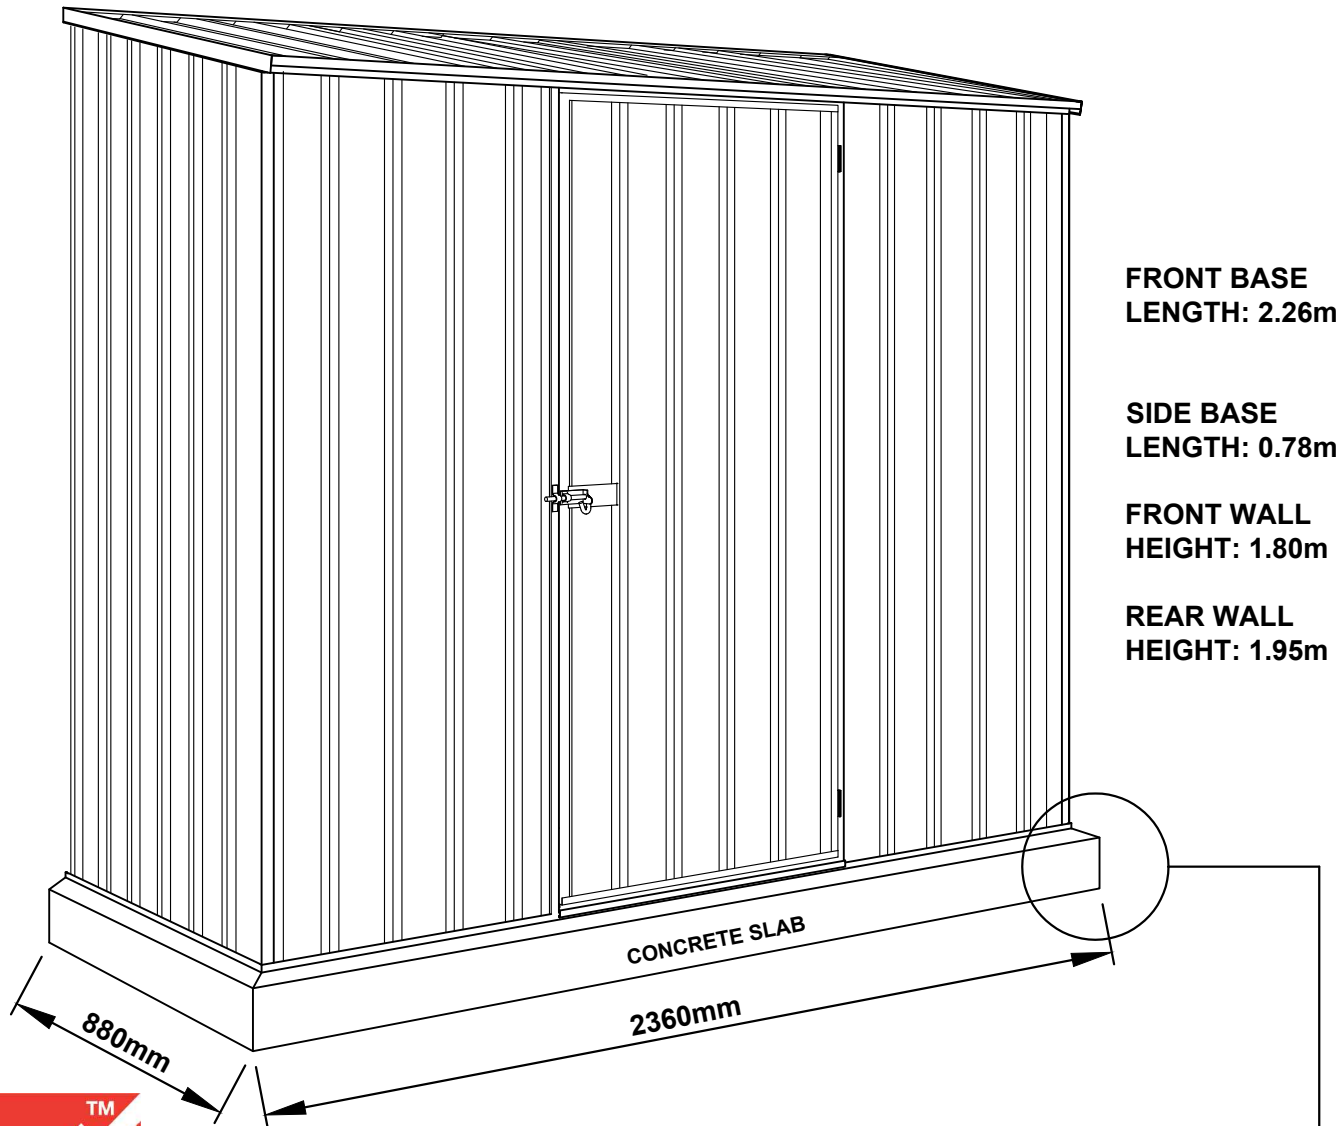 FRONT BASE
LENGTH: 2.26m
SIDE BASE
LENGTH: 0.78m
FRONT WALL
HEIGHT: 1.80m
REAR WALL
HEIGHT: 1.95m
CONCRETE SLAB
2360mm
880mm
TM